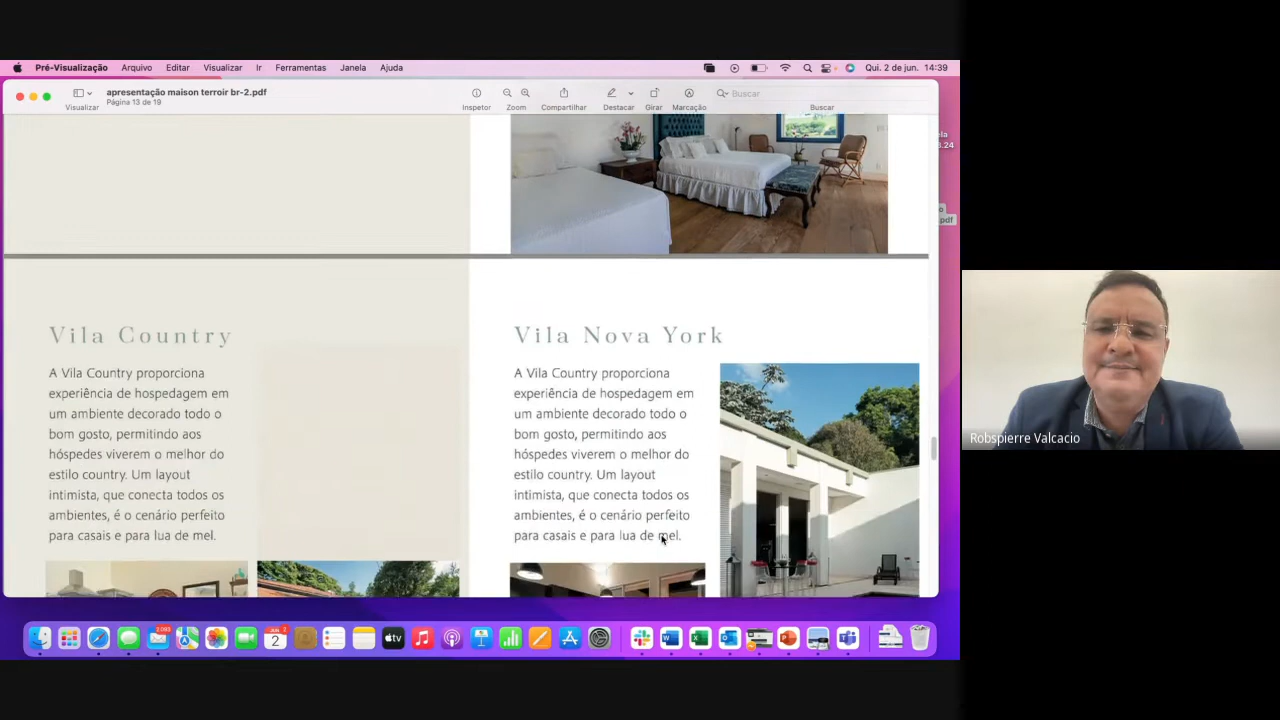 Pré-Visualização Arquivo Editar Visualizar Ir Ferramentas Janela Ajuda Qui. 2 de jun. 14:39
apresentação maison terroir br-2.pdf
Página 13 de 19
Buscar
Visualizar Inspetor Zoom Compartilhar Destacar Girar Marcação Buscar
Vila Country
A Vila Country proporciona
experiência de hospedagem em
um ambiente decorado todo o
bom gosto, permitindo aos
hóspedes viverem o melhor do
estilo country. Um layout
intimista, que conecta todos os
ambientes, é o cenário perfeito
para casais e para lua de mel.
Vila Nova York
A Vila Country proporciona
experiência de hospedagem em
um ambiente decorado todo o
bom gosto, permitindo aos
hóspedes viverem o melhor do
estilo country. Um layout
intimista, que conecta todos os
ambientes, é o cenário perfeito
para casais e para lua de mel.
ela
.24
pdf
Robspierre Valcacio
2
tv